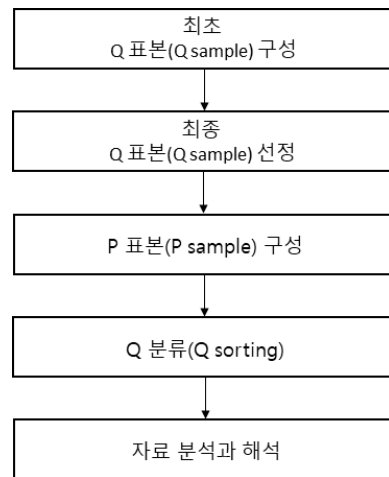 최초
Q 표본(Q sample) 구성
최종
Q 표본(Q sample) 선정
P 표본(P sample) 구성
Q 분류(Q sorting)
자료 분석과 해석